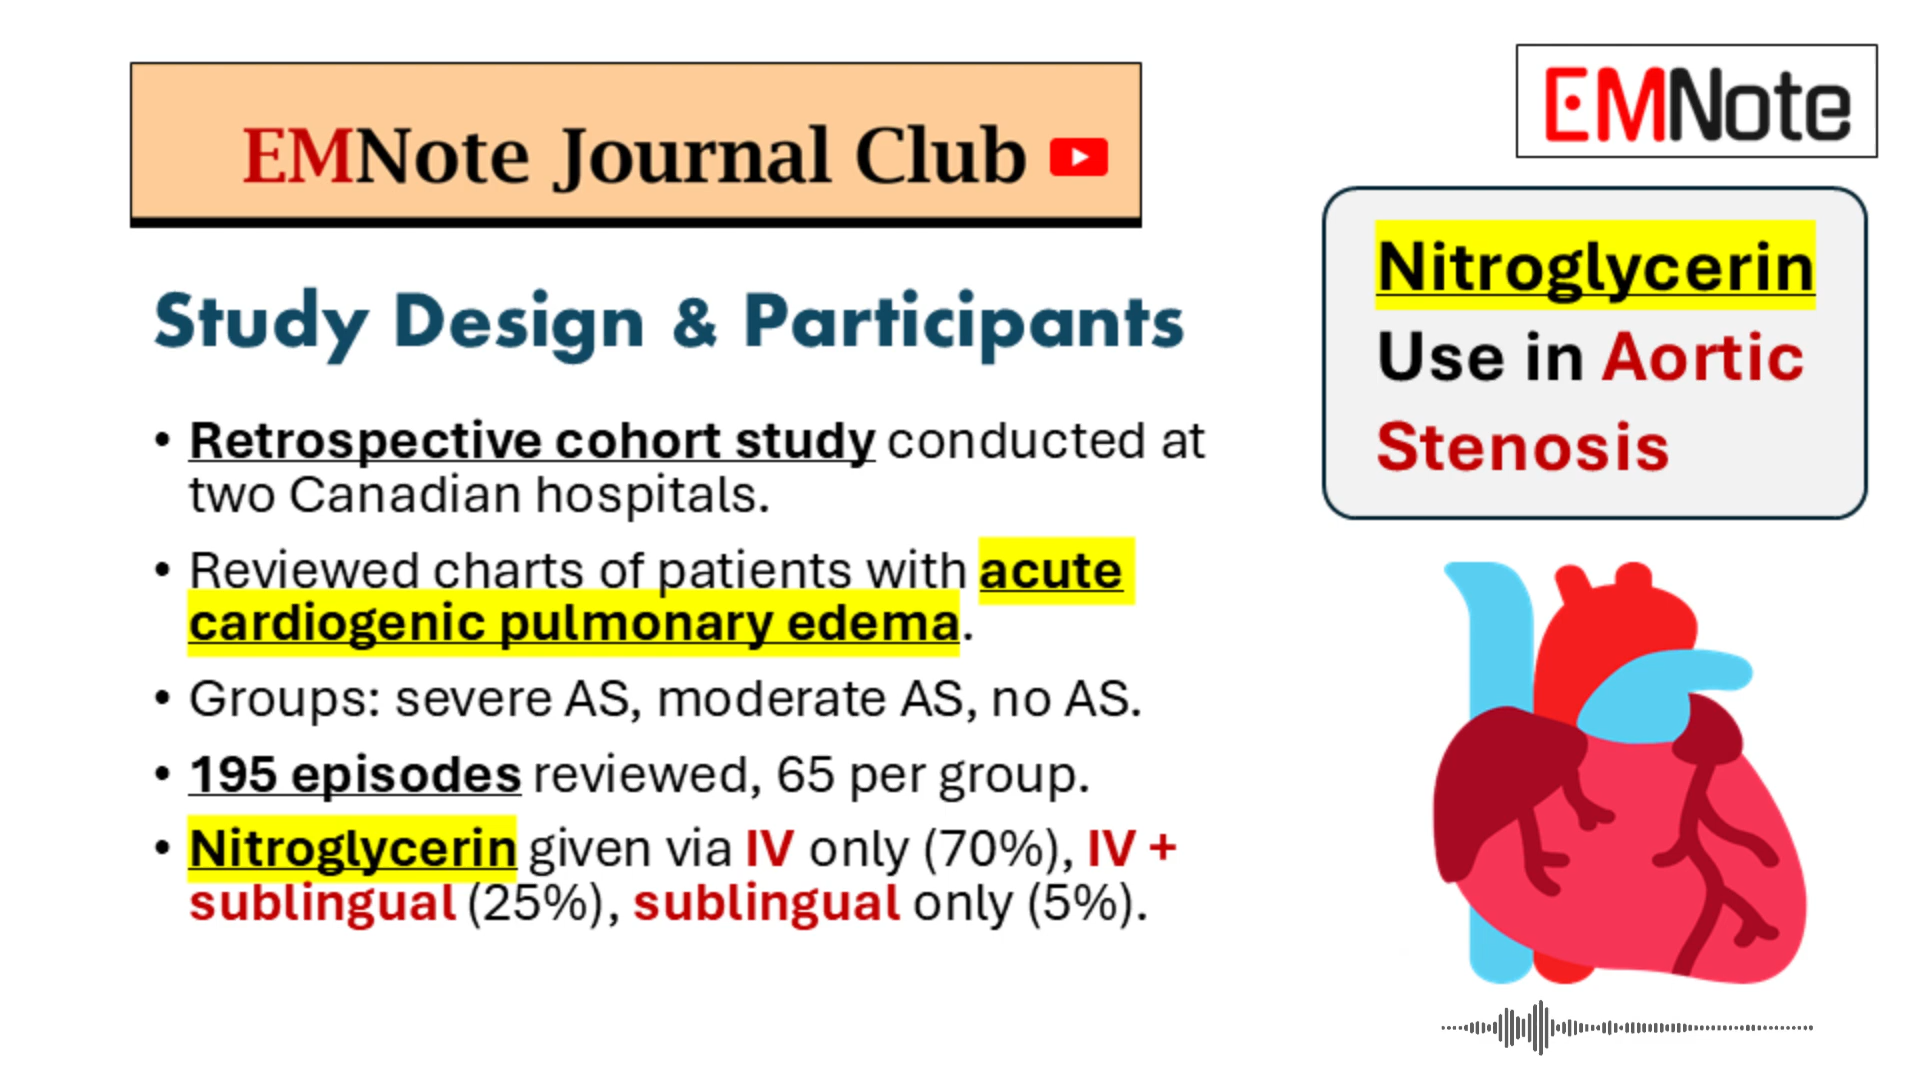 EMNote Journal Club
EMNote
Nitroglycerin
Use in Aortic
Stenosis
Study Design & Participants
• Retrospective cohort study conducted at
two Canadian hospitals.
• Reviewed charts of patients with acute
cardiogenic pulmonary edema.
• Groups: severe AS, moderate AS, no AS.
• 195 episodes reviewed, 65 per group.
• Nitroglycerin given via IV only (70%), IV +
sublingual (25%), sublingual only (5%).